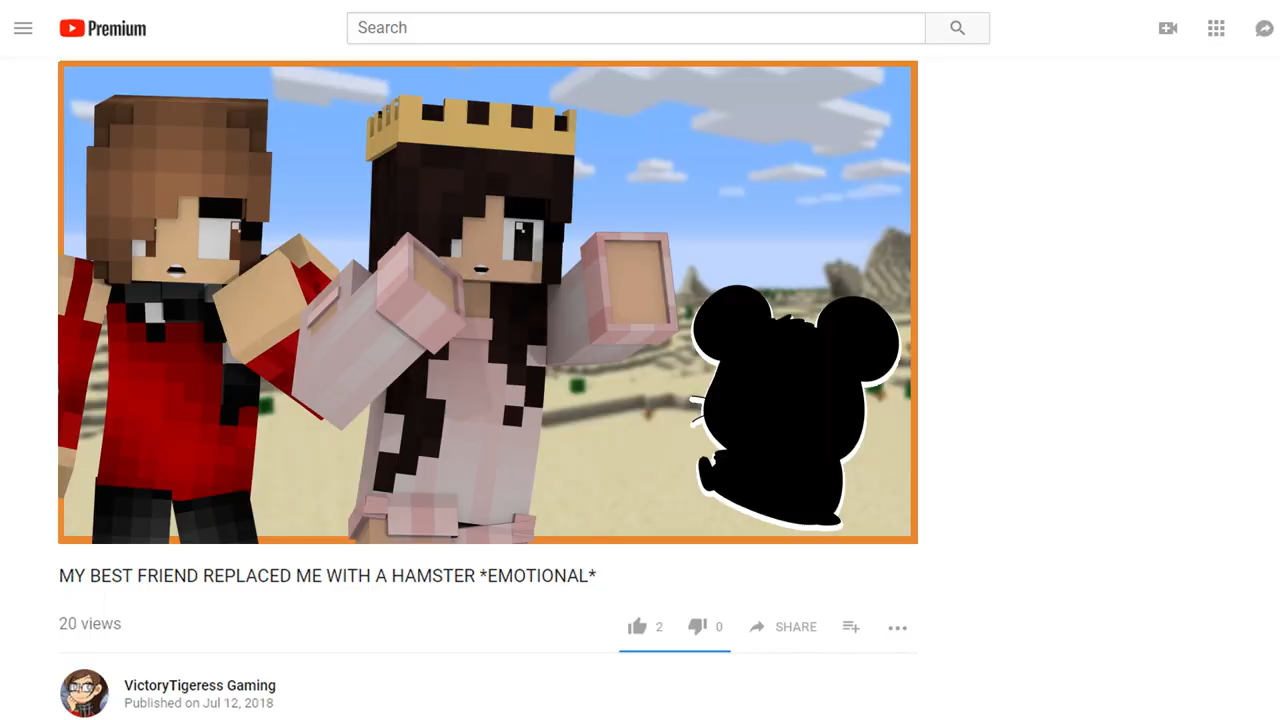 Premium
Search
MY BEST FRIEND REPLACED ME WITH A HAMSTER *EMOTIONAL*
20 views
2
0
SHARE
VictoryTigeress Gaming
Published on Jul 12, 2018